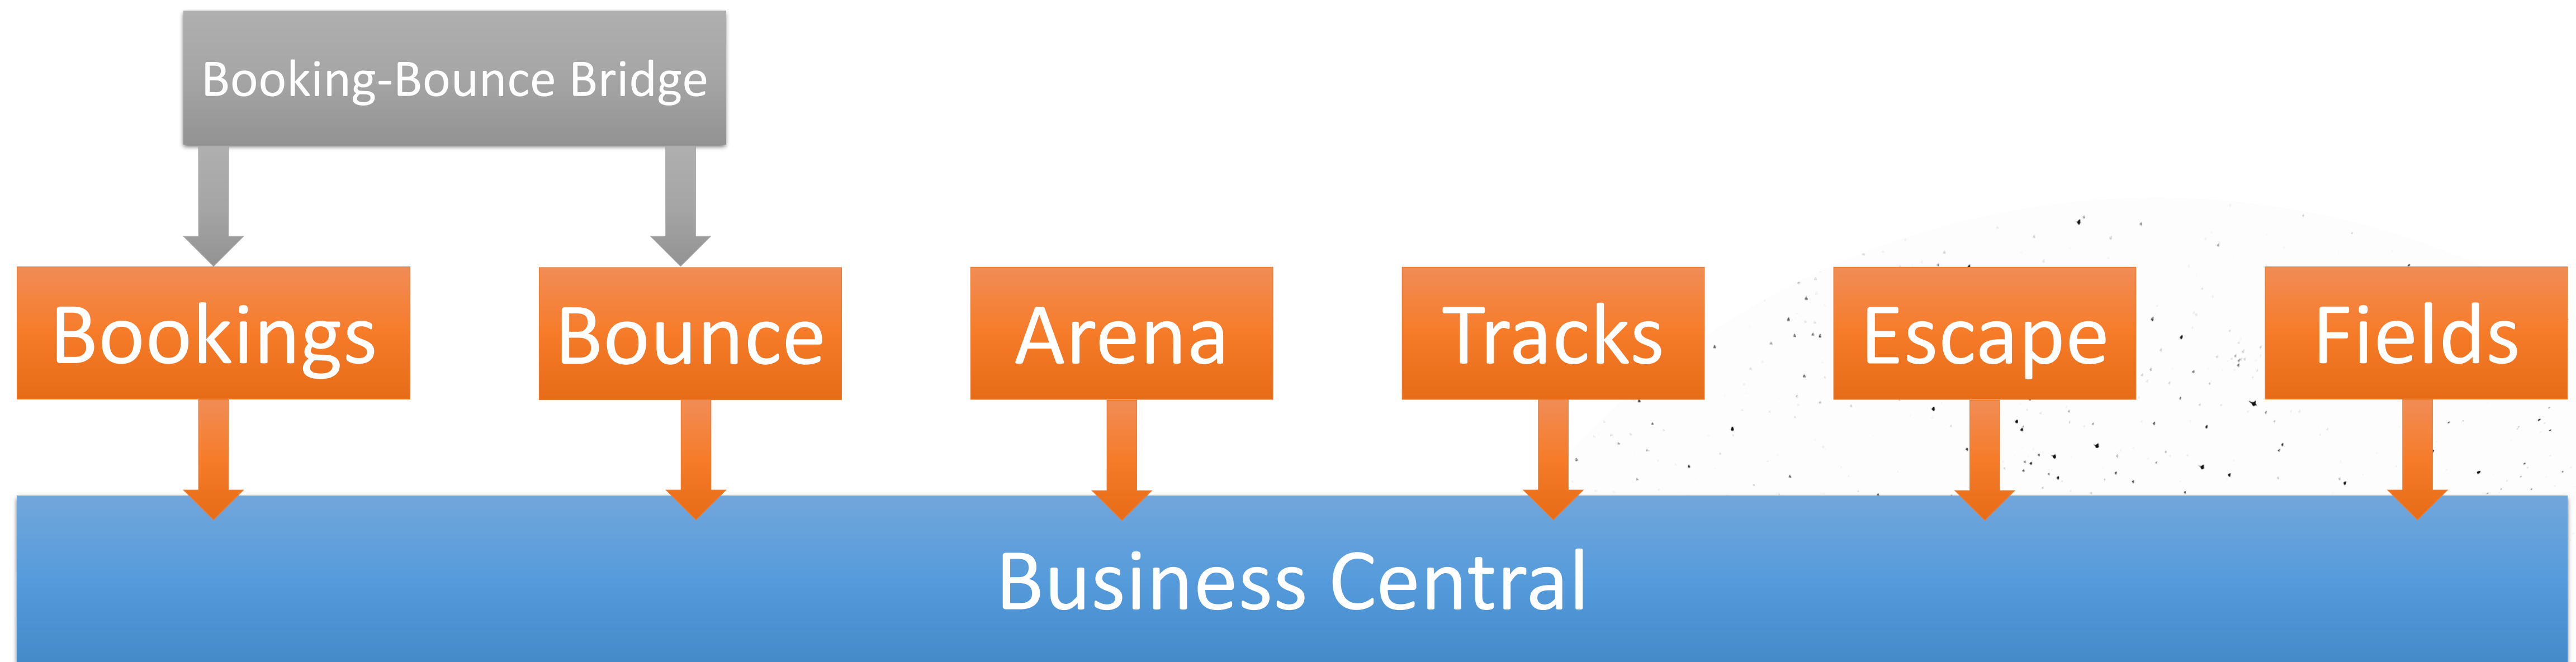 Booking-Bounce Bridge
Bookings
Bounce
Arena
Tracks
Escape
Fields
Business Central